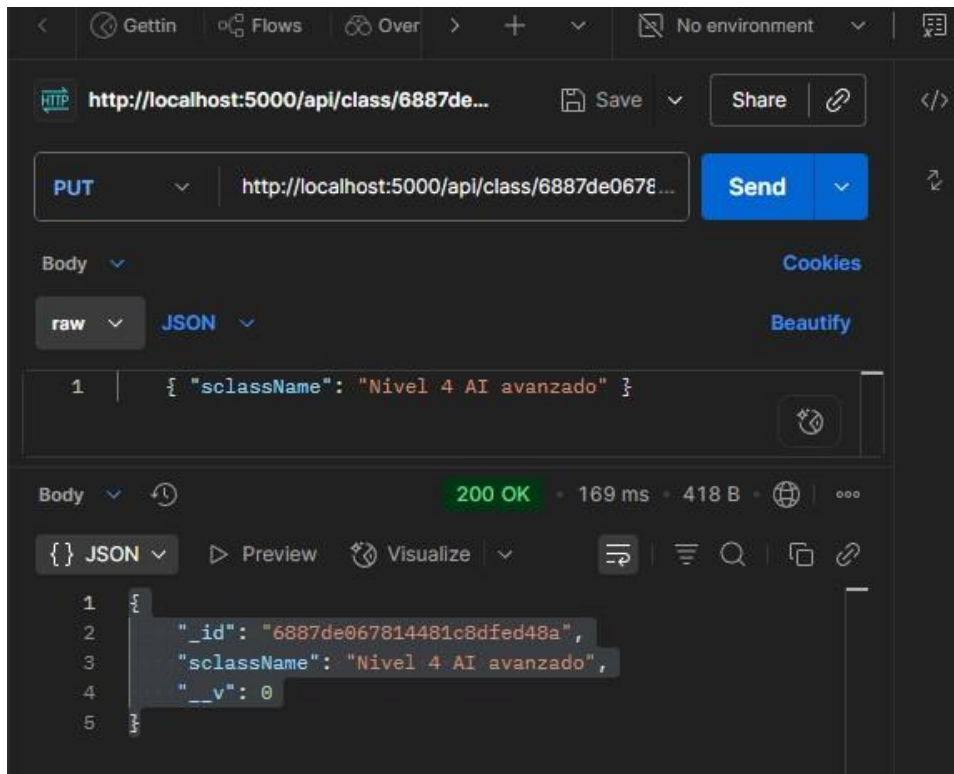 Gettin Flows Over No environment
HTTP http://localhost:5000/api/class/6887de... Save Share
PUT http://localhost:5000/api/class/6887de0678... Send
Body Cookies
raw JSON Beautify
1 { "sclassName": "Nivel 4 AI avanzado" }
Body 200 OK 169 ms 418 B
{} JSON Preview Visualize
1 {
2 "_id": "6887de067814481c8dfed48a",
3 "sclassName": "Nivel 4 AI avanzado",
4 "__v": 0
5 }